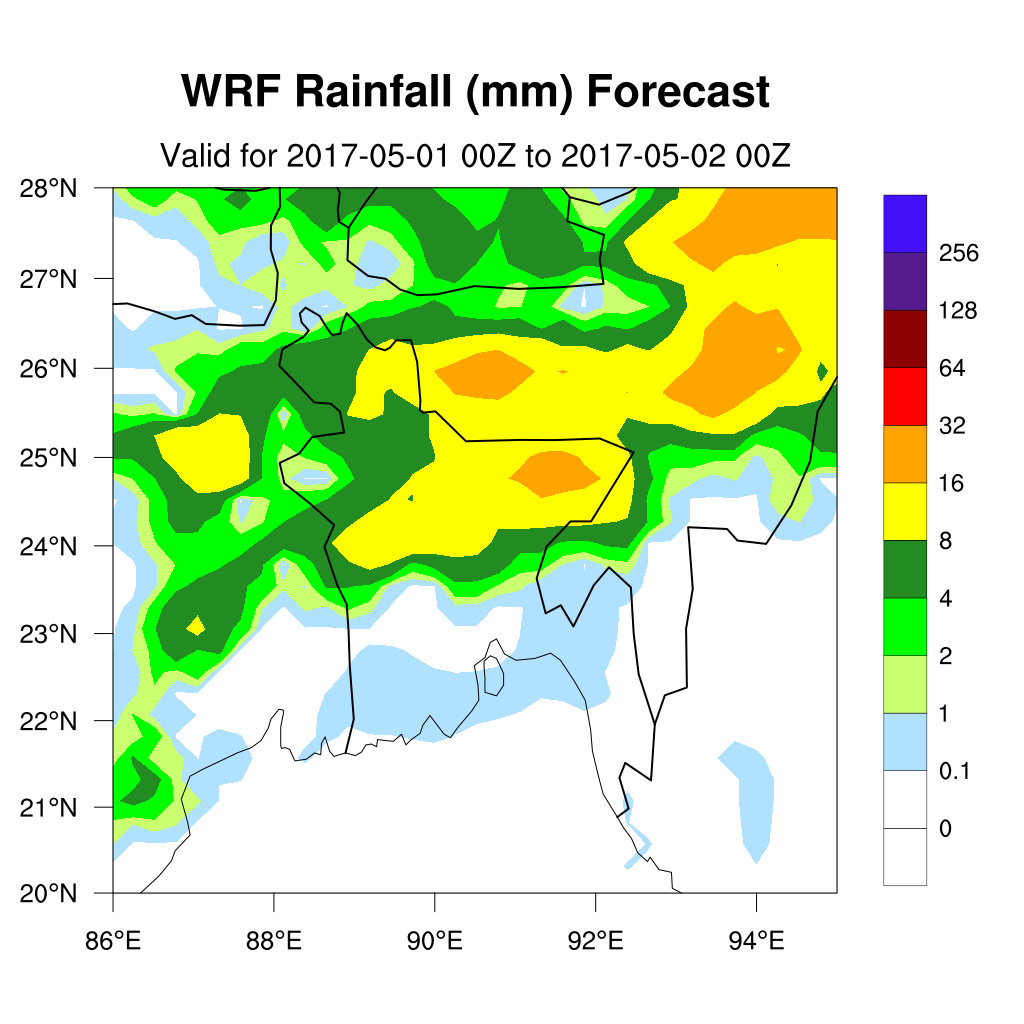 WRF Rainfall (mm) Forecast
Valid for 2017-05-01 00Z to 2017-05-02 00Z
28°N
27°N
26°N
25°N
24°N
23°N
22°N
21°N
20°N
86°E 88°E 90°E 92°E 94°E
256
128
64
32
16
8
4
2
1
0.1
0